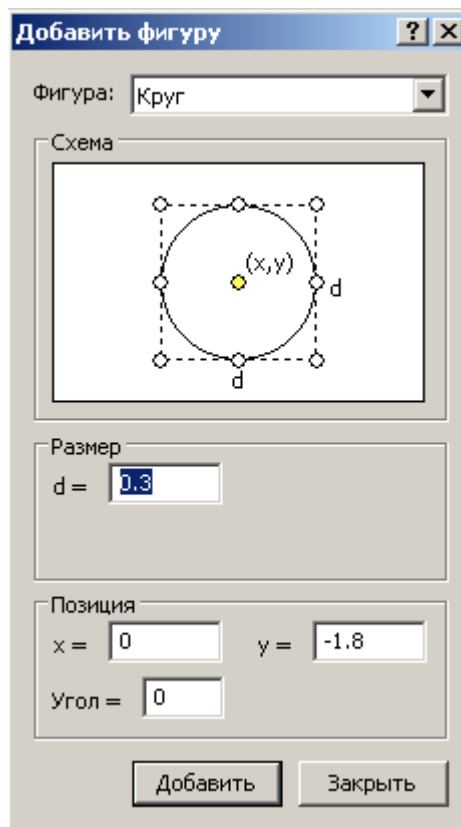 Добавить фигуру
Фигура: Круг
Схема
(x,y)
d
d
Размер
d = 0.3
Позиция
x = 0 y = -1.8
Угол = 0
Добавить Закрыть